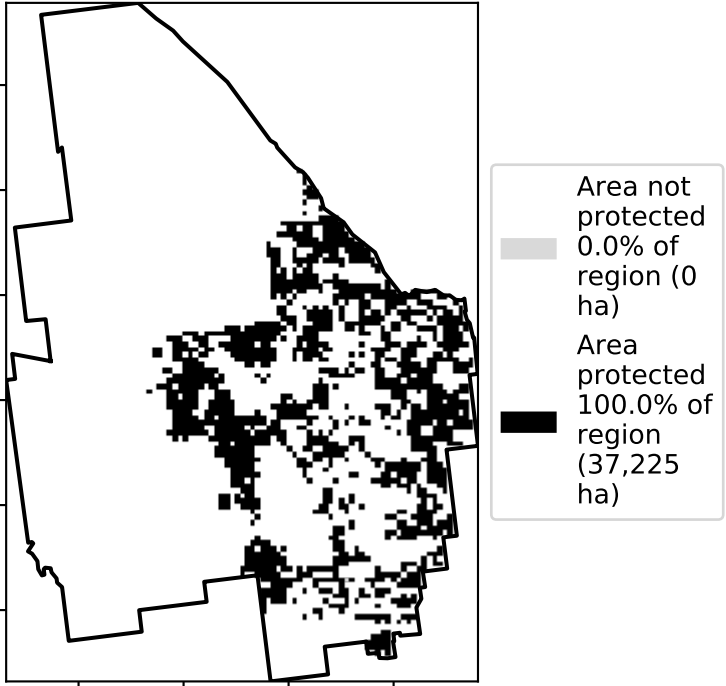 Area not
protected
0.0% of
region (0
ha)
Area
protected
100.0% of
region
(37,225
ha)